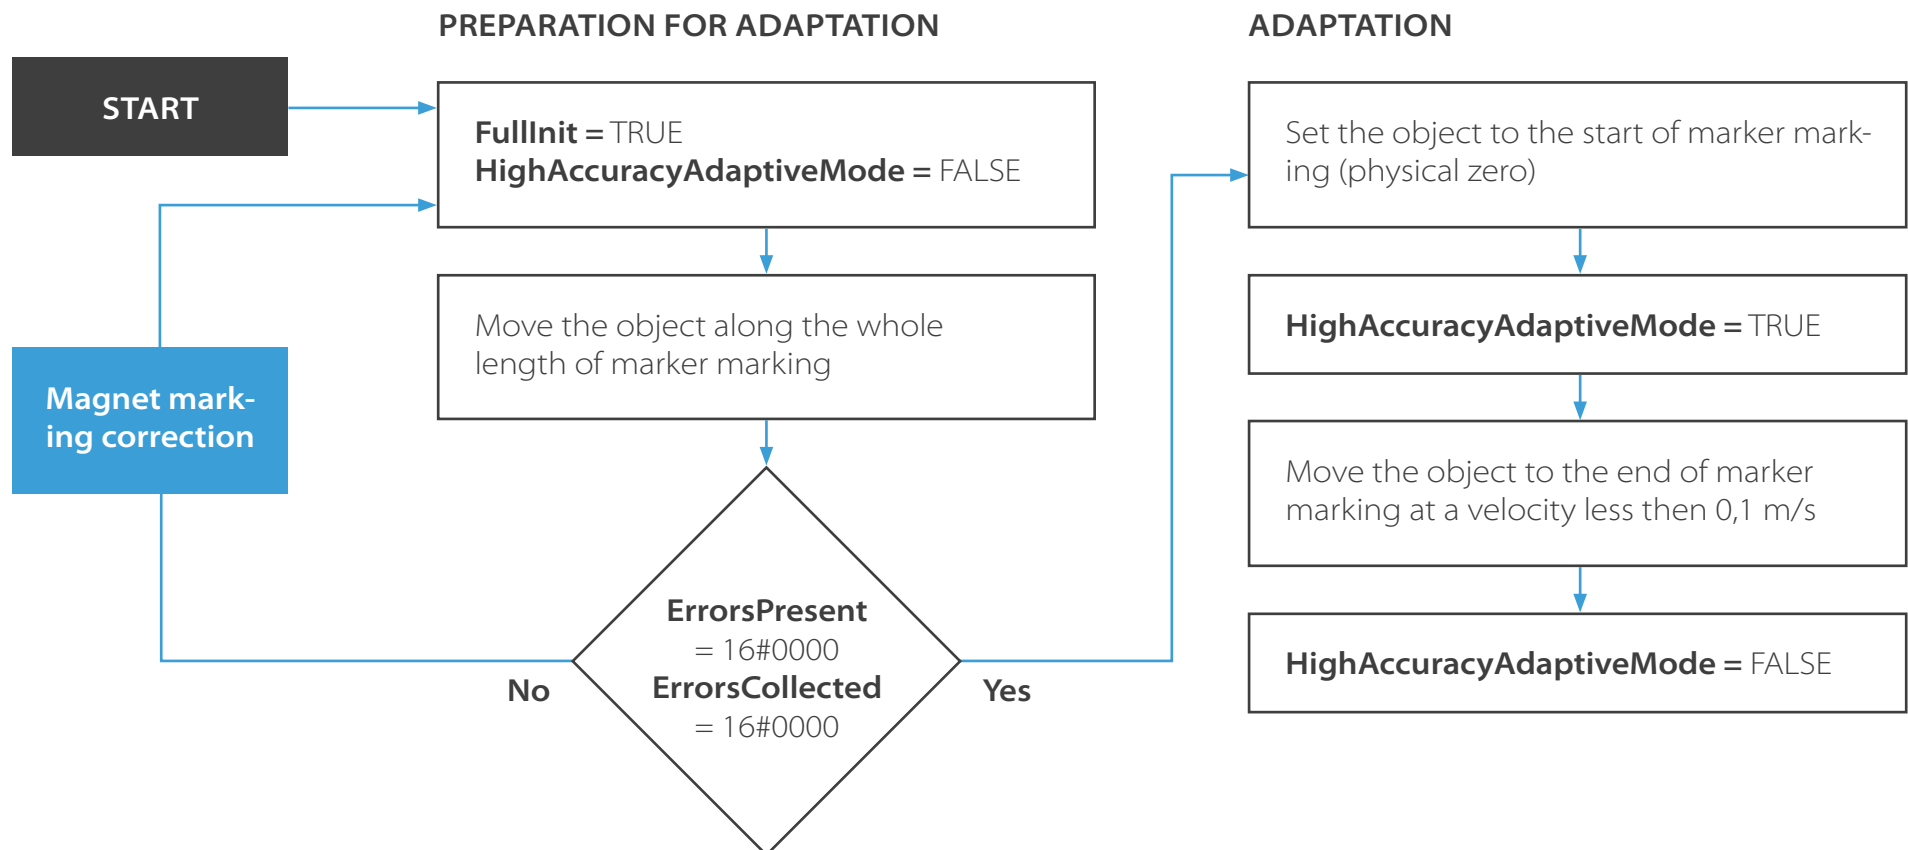 PREPARATION FOR ADAPTATION
ADAPTATION
START
FullInit = TRUE
HighAccuracyAdaptiveMode = FALSE
Move the object along the whole
length of marker marking
Magnet mark-
ing correction
ErrorsPresent
= 16#0000
ErrorsCollected
= 16#0000
No
Yes
Set the object to the start of marker mark-
ing (physical zero)
HighAccuracyAdaptiveMode = TRUE
Move the object to the end of marker
marking at a velocity less then 0,1 m/s
HighAccuracyAdaptiveMode = FALSE